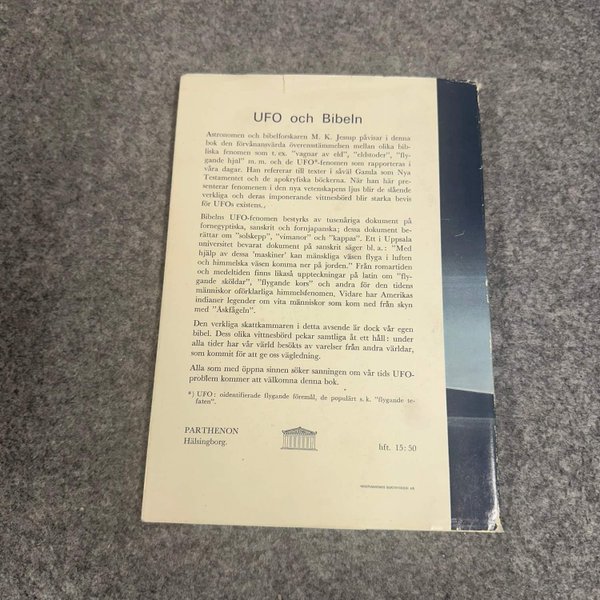 UFO och Bibeln
Astronomen och bibelforskaren M. K. Jessup påvisar i denna
bok den förvånansvärda överensstämmelsen mellan olika bib-
liska fenomen som t. ex. "vagnar av eld", "eldstoder", "fly-
gande hjul" m. m. och de UFO*-fenomen som rapporteras i
våra dagar. Han refererar till texter i såväl Gamla som Nya
Testamentet och de apokryfiska böckerna. När han här pre-
senterar fenomenen i den nya vetenskapens ljus blir de slående
verkliga och deras imponerande vittnesbörd blir starka bevis
för UFOs existens.
Bibelns UFO-fenomen bestyrks av tusenåriga dokument på
fornegyptiska, sanskrit och fornjapanska; dessa dokument be-
rättar om "solskepp", "vimanor" och "kappas". Ett i Uppsala
universitet bevarat dokument på sanskrit säger bl. a.: "Med
hjälp av dessa 'maskiner' kan mänskliga väsen flyga i luften
och himmelska väsen komma ner på jorden." Från romartiden
och medeltiden finns likaså uppteckningar på latin om "fly-
gande sköldar", "flygande kors" och andra för den tidens
människor oförklarliga himmelsfenomen. Vidare har Amerikas
indianer legender om vita människor som kom ned från skyn
med "Åskfågeln".
Den verkliga skattkammaren i detta avsende är dock vår egen
bibel. Dess olika vittnesbörd pekar samtliga åt ett håll: under
alla tider har vår värld besökts av varelser från andra världar,
som kommit för att ge oss vägledning.
Alla som med öppna sinnen söker sanningen om vår tids UFO-
problem kommer att välkomna denna bok.
*) UFO: oidentifierade flygande föremål, de populärt s. k. "flygande te-
faten".
PARTHENON
Hälsingborg.
hft. 15:50